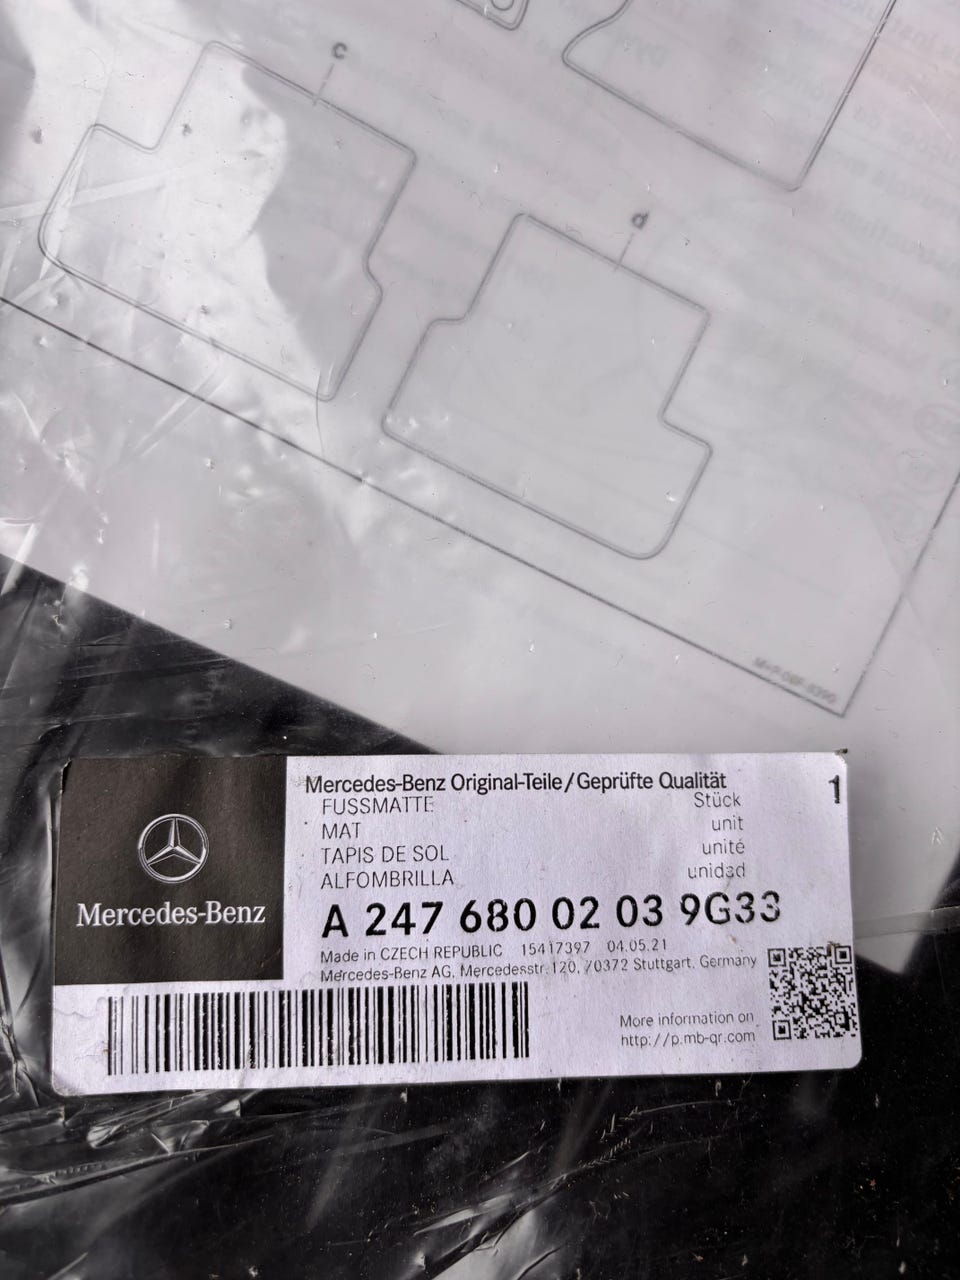 c
d
Mercedes-Benz
Mercedes-Benz Original-Teile/Geprüfte Qualität 1
FUSSMATTE Stück
MAT unit
TAPIS DE SOL unité
ALFOMBRILLA unidad
A 247 680 02 03 9G33
Made in CZECH REPUBLIC 15417397 04.05.21
Mercedes-Benz AG, Mercedesstr.120, 70372 Stuttgart, Germany
More information on
http://p.mb-qr.com